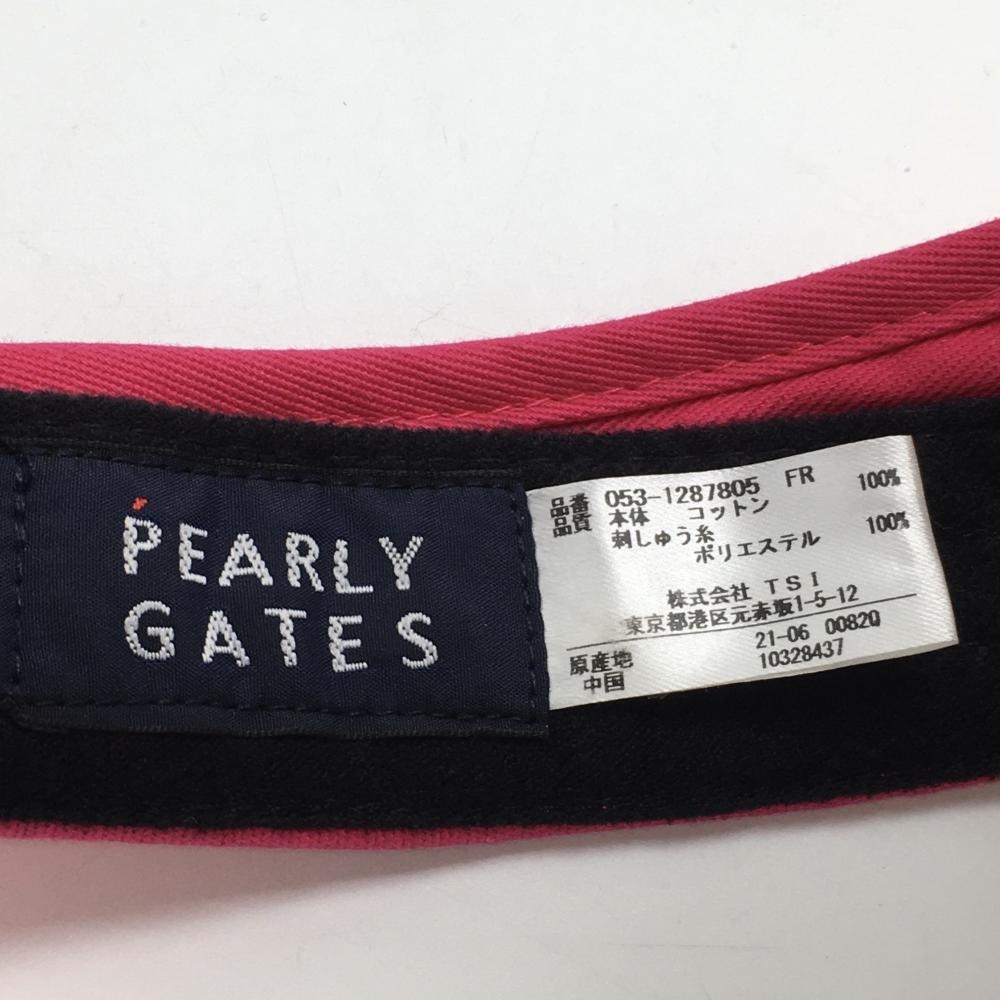 PEARLY
GATES
品番 053-1287805 FR
品質 本体 コットン 100%
刺しゅう糸
ポリエステル 100%
株式会社 TSI
東京都港区元赤坂1-5-12
原産地 21-06 0082Q
中国 10328437